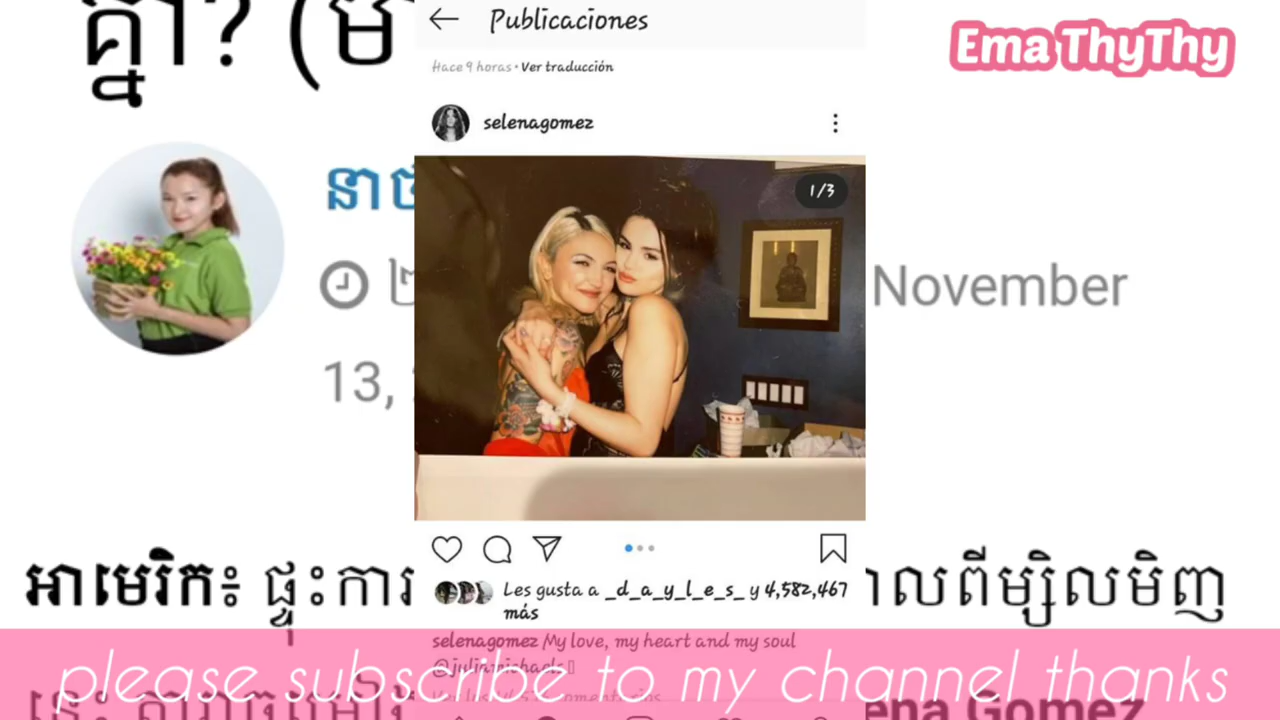 គ្នា? (ម
Ema ThyThy
Publicaciones
Hace 9 horas • Ver traducción
selenagomez
1/3
November
13,
Les gusta a _d_a_y_l_e_s_ y 4,582,467
más
អាមេរិក៖ ផ្ទុះការ
ពីម្សិលមិញ
selenagomez My love, my heart and my soul
@juliamichaels
please subscribe to my channel thanks
Gomez